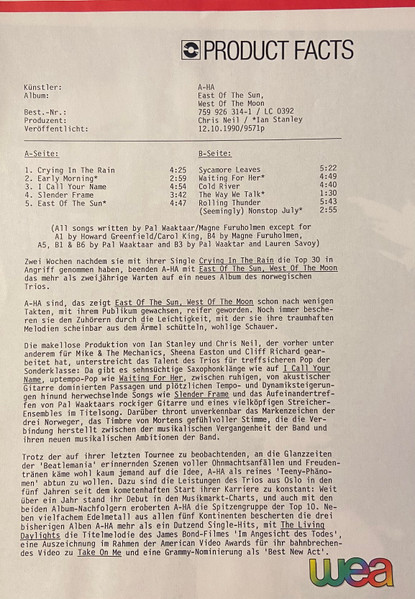 PRODUCT FACTS
Künstler: A-HA
Album: East Of The Sun,
West Of The Moon
Best.-Nr.: 759 926 314-1 / LC 0392
Produzent: Chris Neil / *Ian Stanley
Veröffentlicht: 12.10.1990/9571p
A-Seite: B-Seite:
1. Crying In The Rain 4:25 Sycamore Leaves 5:22
2. Early Morning* 2:59 Waiting For Her* 4:49
3. I Call Your Name 4:54 Cold River 4:40
4. Slender Frame 3:42 The Way We Talk* 1:30
5. East Of The Sun* 4:47 Rolling Thunder 5:43
(Seemingly) Nonstop July* 2:55
(All songs written by Pal Waaktaar/Magne Furuholmen except for
A1 by Howard Greenfield/Carol King, B4 by Magne Furuholmen,
A5, B1 & B6 by Pal Waaktaar and B3 by Pal Waaktar and Lauren Savoy)
Zwei Wochen nachdem sie mit ihrer Single Crying In The Rain die Top 30 in
Angriff genommen haben, beenden A-HA mit East Of The Sun, West Of The Moon
das mehr als zweijährige Warten auf ein neues Album des norwegischen
Trios.
A-HA sind, das zeigt East Of The Sun, West Of The Moon schon nach wenigen
Takten, mit ihrem Publikum gewachsen, reifer geworden. Noch immer besche-
ren sie den Zuhörern durch die Leichtigkeit, mit der sie ihre traumhaften
Melodien scheinbar aus dem Ärmel schütteln, wohlige Schauer.
Die makellose Produktion von Ian Stanley und Chris Neil, der vorher unter
anderem für Mike & The Mechanics, Sheena Easton und Cliff Richard gear-
beitet hat, unterstreicht das Talent des Trios für treffsicheren Pop der
Sonderklasse: Da gibt es sehnsüchtige Saxophonklänge wie auf I Call Your
Name, uptempo-Pop wie Waiting For Her, zwischen ruhigen, von akustischer
Gitarre dominierten Passagen und plötzlichen Tempo- und Dynamiksteigerun-
gen hinund herwechselnde Songs wie Slender Frame und das Aufeinandertref-
fen von Pal Waaktaars rockiger Gitarre und eines vielköpfigen Streicher-
Ensembles im Titelsong. Darüber thront unverkennbar das Markenzeichen der
drei Norweger, das Timbre von Mortens gefühlvoller Stimme, die die Ver-
bindung herstellt zwischen der musikalischen Vergangenheit der Band und
ihren neuen musikalischen Ambitionen der Band.
Trotz der auf ihrer letzten Tournee zu beobachtenden, an die Glanzzeiten
der 'Beatlemania' erinnernden Szenen voller Ohnmachtsanfällen und Freuden-
tränen käme wohl kaum jemand auf die Idee, A-HA als reines 'Teeny-Phäno-
men' abtun zu wollen. Dazu sind die Leistungen des Trios aus Oslo in den
fünf Jahren seit dem kometenhaften Start ihrer Karriere zu konstant: Weit
über ein Jahr stand ihr Debut in den Musikmarkt-Charts, und auch mit den
beiden Album-Nachfolgern eroberten A-HA die Spitzengruppe der Top 10. Ne-
ben vielfachem Edelmetall aus allen fünf Kontinenten bescherten die drei
bisherigen Alben A-HA mehr als ein Dutzend Single-Hits, mit The Living
Daylights die Titelmelodie des James Bond-Filmes 'Im Angesicht des Todes',
eine Auszeichnung im Rahmen der American Video Awards für ihr bahnbrechen-
des Video zu Take On Me und eine Grammy-Nominierung als 'Best New Act'.
wea